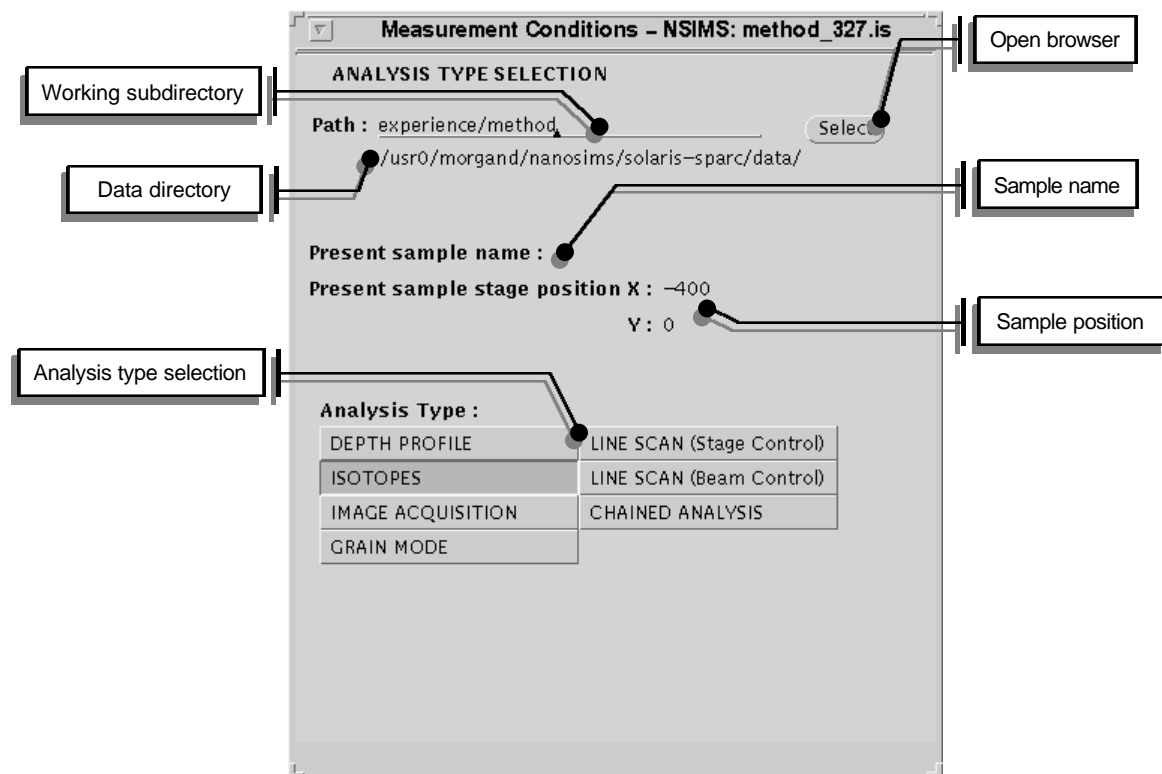 Measurement Conditions – NSIMS: method_327.is
Open browser
ANALYSIS TYPE SELECTION
Working subdirectory
Path : experience/method
Select
/usr0/morgand/nanosims/solaris-sparc/data/
Data directory
Sample name
Present sample name :
Present sample stage position X : -400
Y : 0
Sample position
Analysis type selection
Analysis Type :
DEPTH PROFILE
LINE SCAN (Stage Control)
ISOTOPES
LINE SCAN (Beam Control)
IMAGE ACQUISITION
CHAINED ANALYSIS
GRAIN MODE